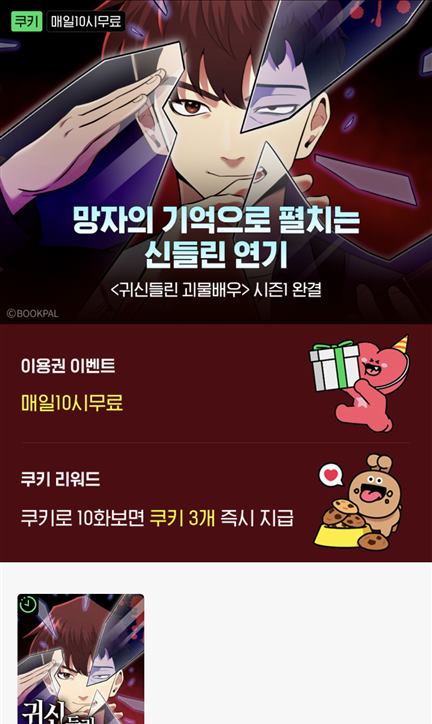 쿠키 매일10시무료
망자의 기억으로 펼치는
신들린 연기
<귀신들린 괴물배우> 시즌1 완결
©BOOKPAL
이용권 이벤트
매일10시무료
쿠키 리워드
쿠키로 10화보면 쿠키 3개 즉시 지급
귀신